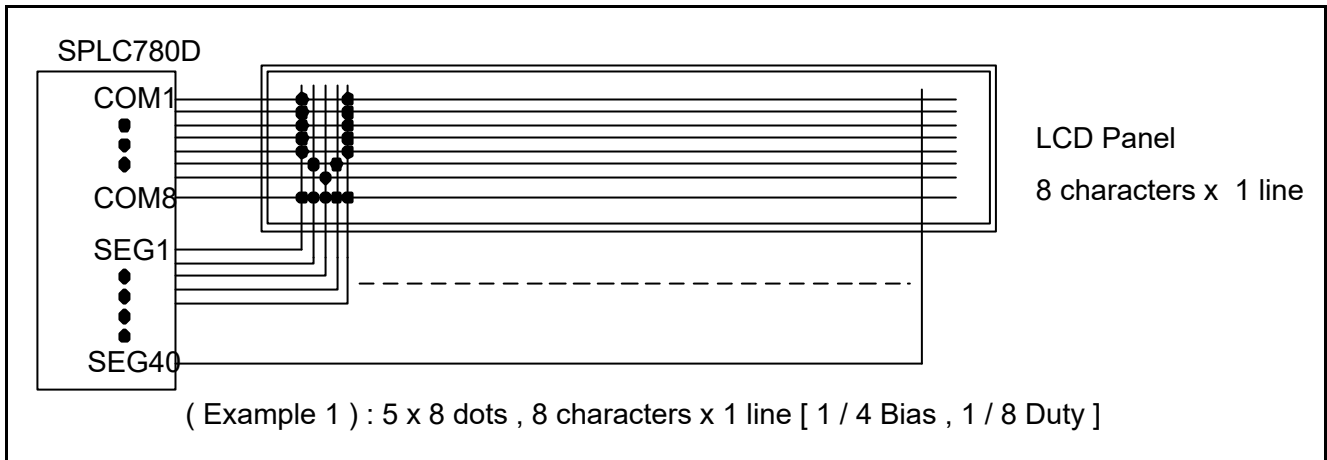 SPLC780D
COM1
COM8
SEG1
SEG40
LCD Panel
8 characters x 1 line
( Example 1 ) : 5 x 8 dots , 8 characters x 1 line [ 1 / 4 Bias , 1 / 8 Duty ]